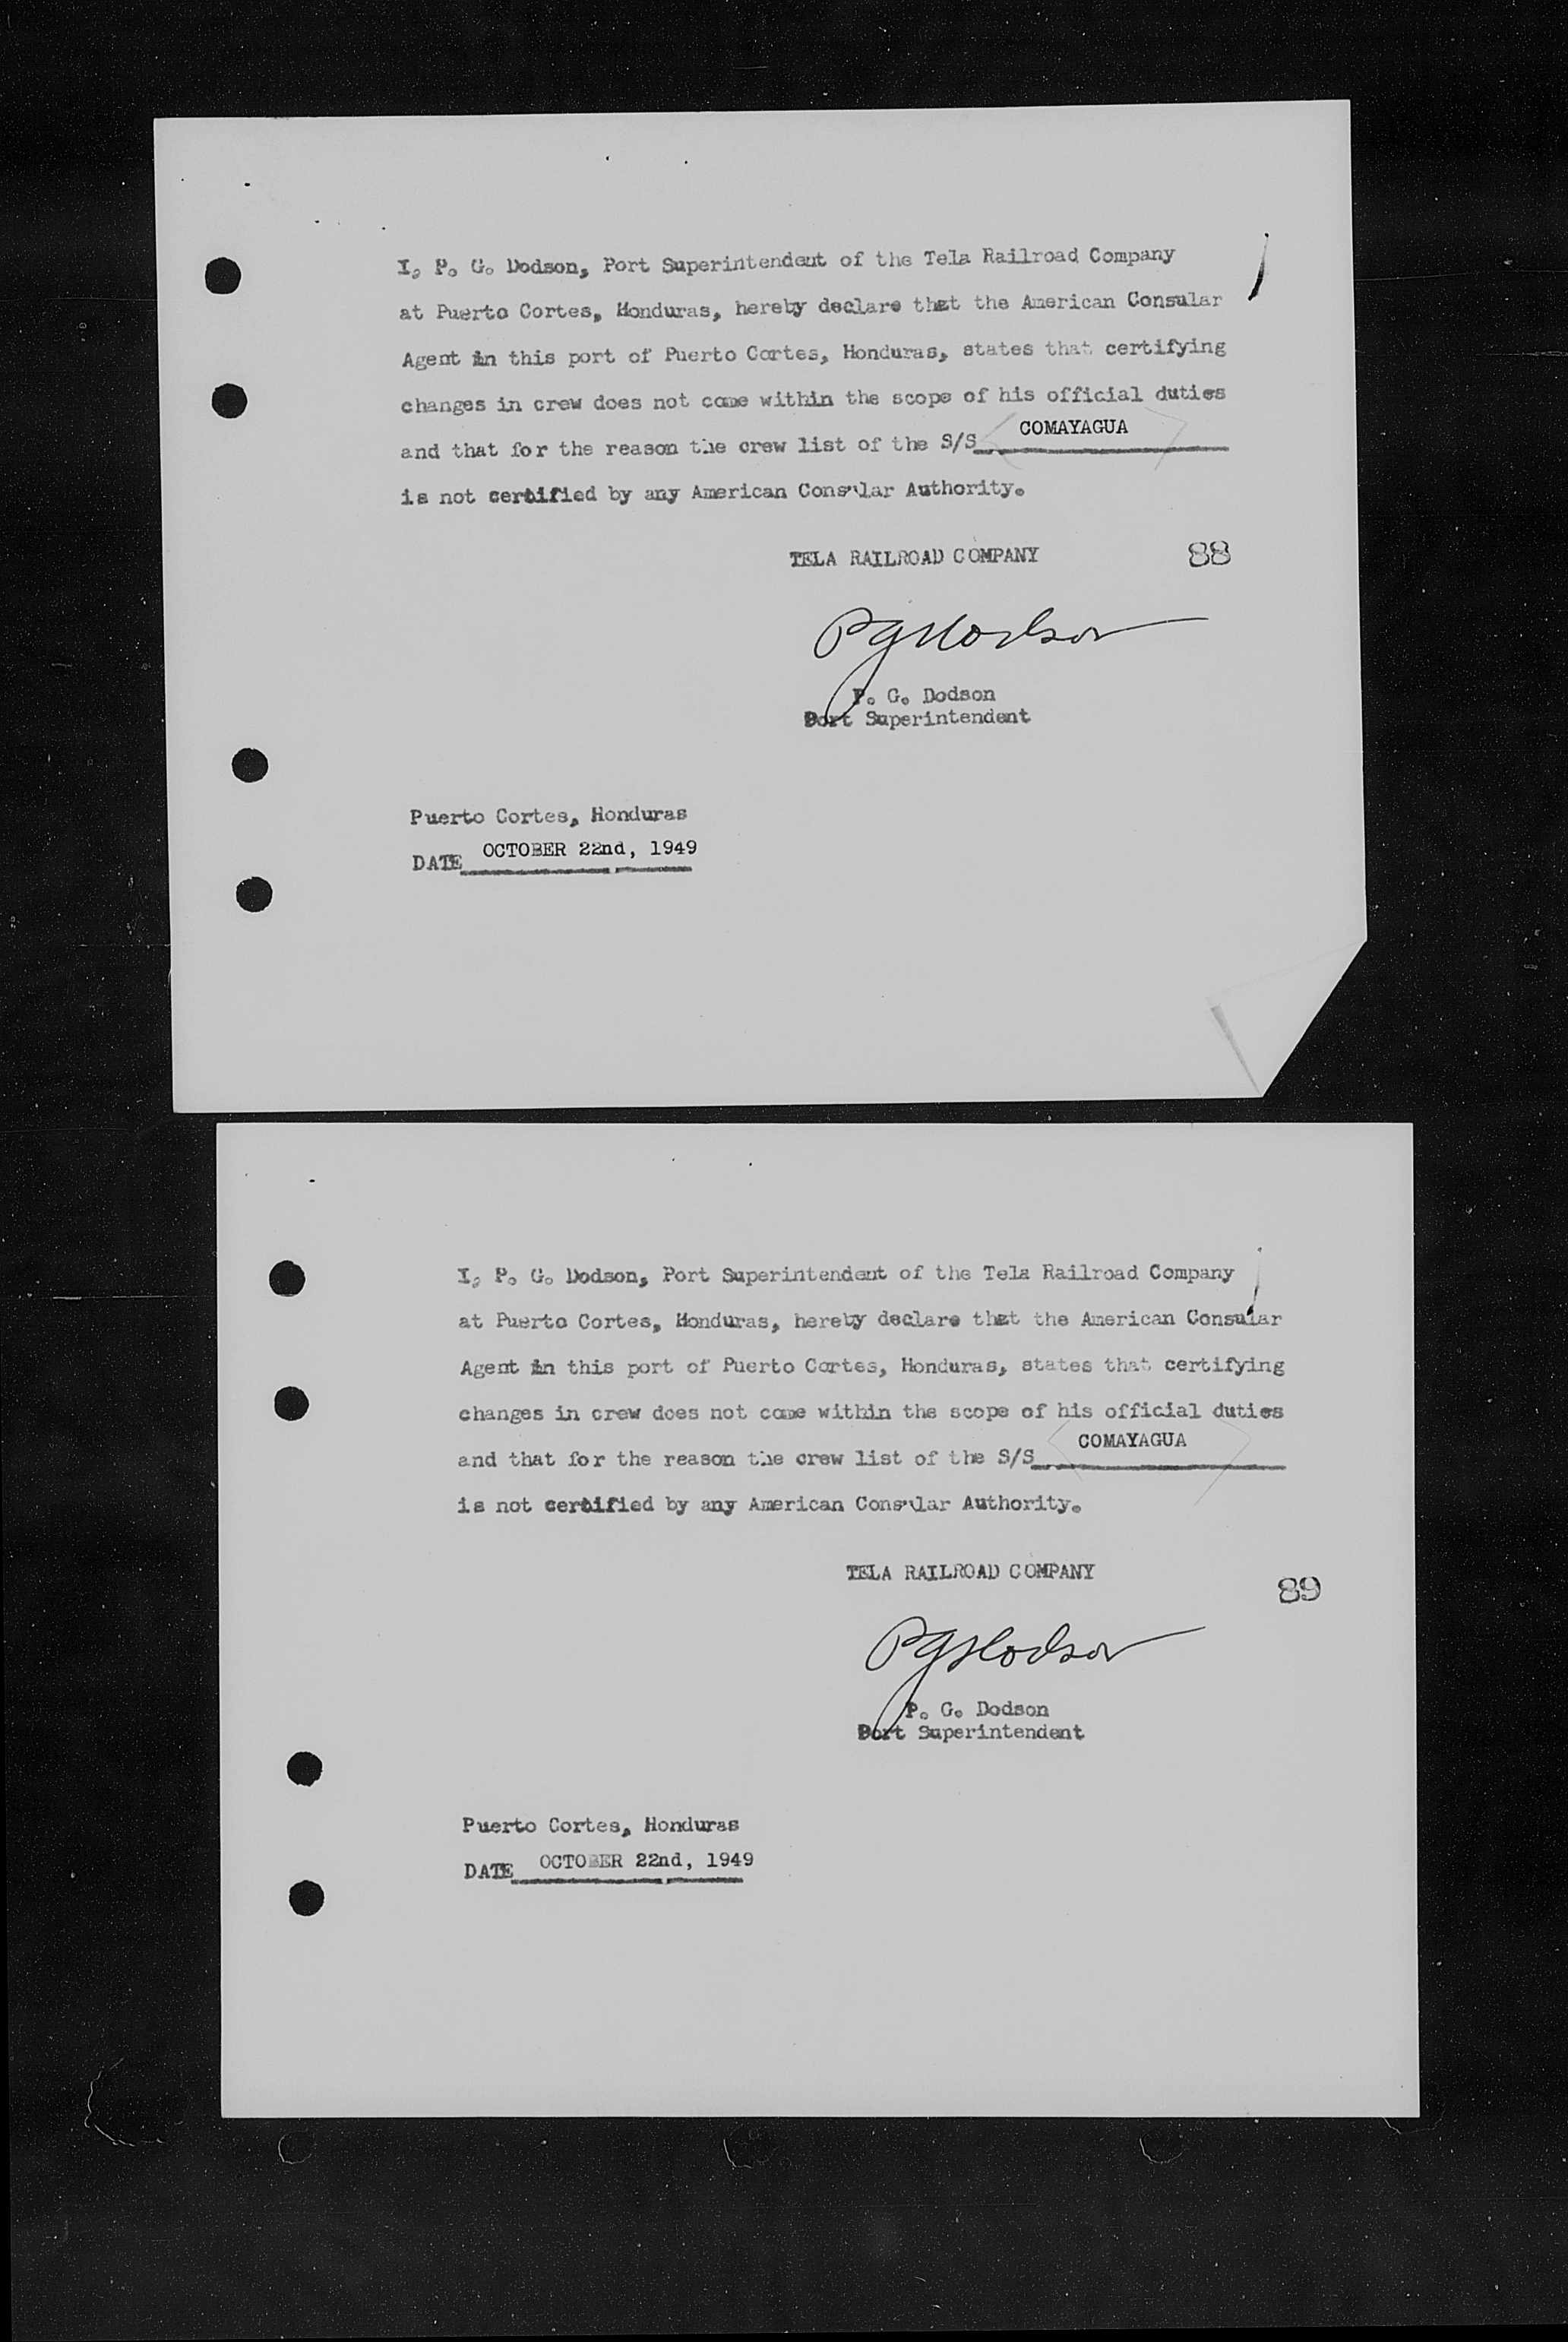 I, P. G. Dodson, Port Superintendent of the Tela Railroad Company
at Puerto Cortes, Honduras, hereby declare that the American Consular
Agent in this port of Puerto Cortes, Honduras, states that certifying
changes in crew does not come within the scope of his official duties
and that for the reason the crew list of the S/S COMAYAGUA
is not certified by any American Consular Authority.
TELA RAILROAD COMPANY
88
PGDodson
P. G. Dodson
Port Superintendent
Puerto Cortes, Honduras
DATE OCTOBER 22nd, 1949
I, P. G. Dodson, Port Superintendent of the Tela Railroad Company
at Puerto Cortes, Honduras, hereby declare that the American Consular
Agent in this port of Puerto Cortes, Honduras, states that certifying
changes in crew does not come within the scope of his official duties
and that for the reason the crew list of the S/S COMAYAGUA
is not certified by any American Consular Authority.
TELA RAILROAD COMPANY
89
PGDodson
P. G. Dodson
Port Superintendent
Puerto Cortes, Honduras
DATE OCTOBER 22nd, 1949